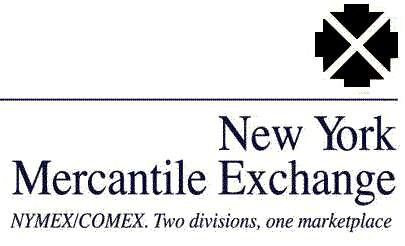 New York
Mercantile Exchange
NYMEX/COMEX. Two divisions, one marketplace